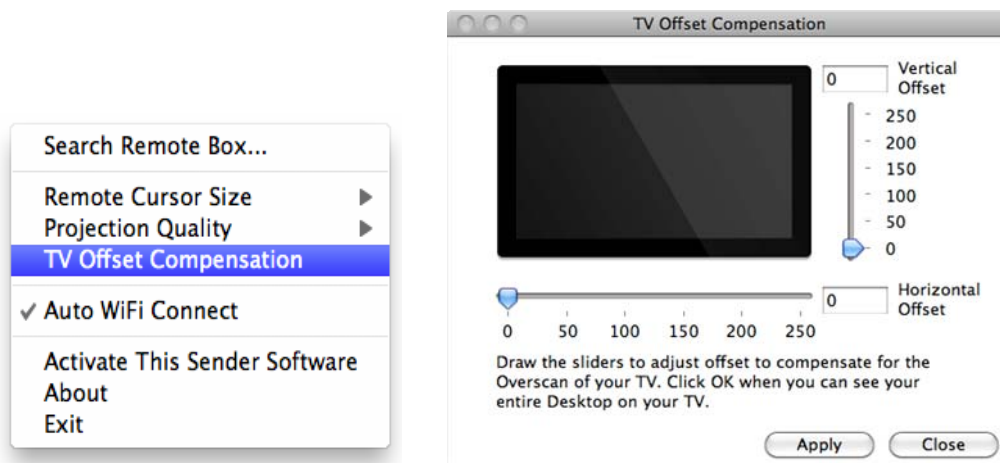 Search Remote Box...
Remote Cursor Size
Projection Quality
TV Offset Compensation
✓ Auto WiFi Connect
Activate This Sender Software
About
Exit
TV Offset Compensation
0
Vertical
Offset
250
200
150
100
50
0
0
Horizontal
Offset
0 50 100 150 200 250
Draw the sliders to adjust offset to compensate for the
Overscan of your TV. Click OK when you can see your
entire Desktop on your TV.
Apply Close